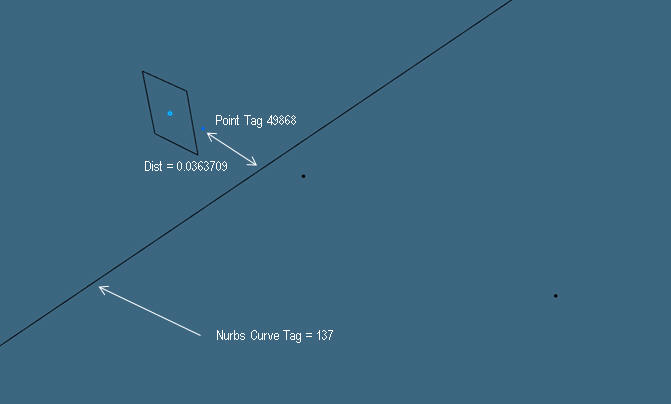 Point Tag 49868
Dist = 0.0363709
Nurbs Curve Tag = 137